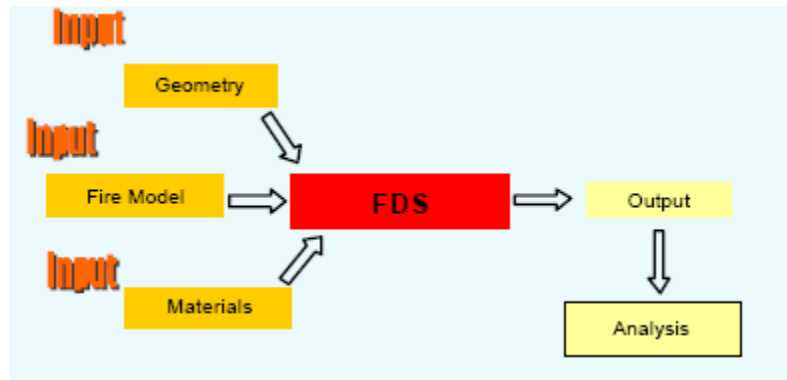 Input
Geometry
Input
Fire Model
FDS
Output
Input
Materials
Analysis